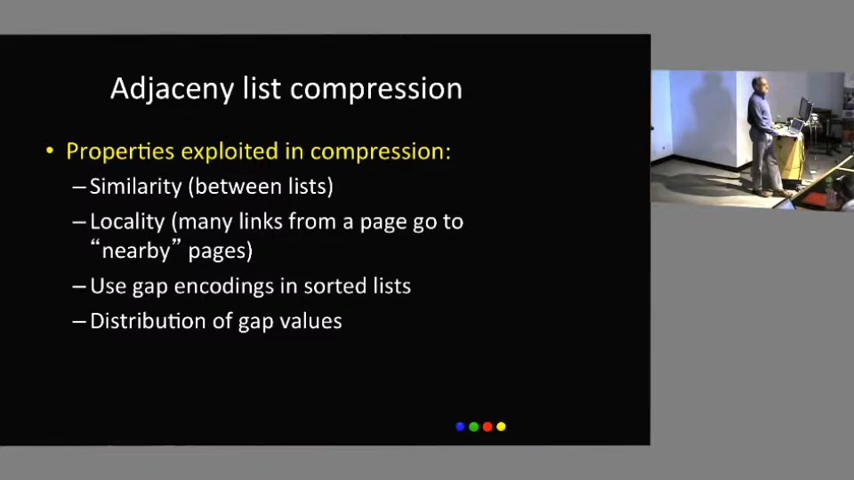 Adjaceny list compression
• Properties exploited in compression:
–Similarity (between lists)
–Locality (many links from a page go to
“nearby” pages)
–Use gap encodings in sorted lists
–Distribution of gap values